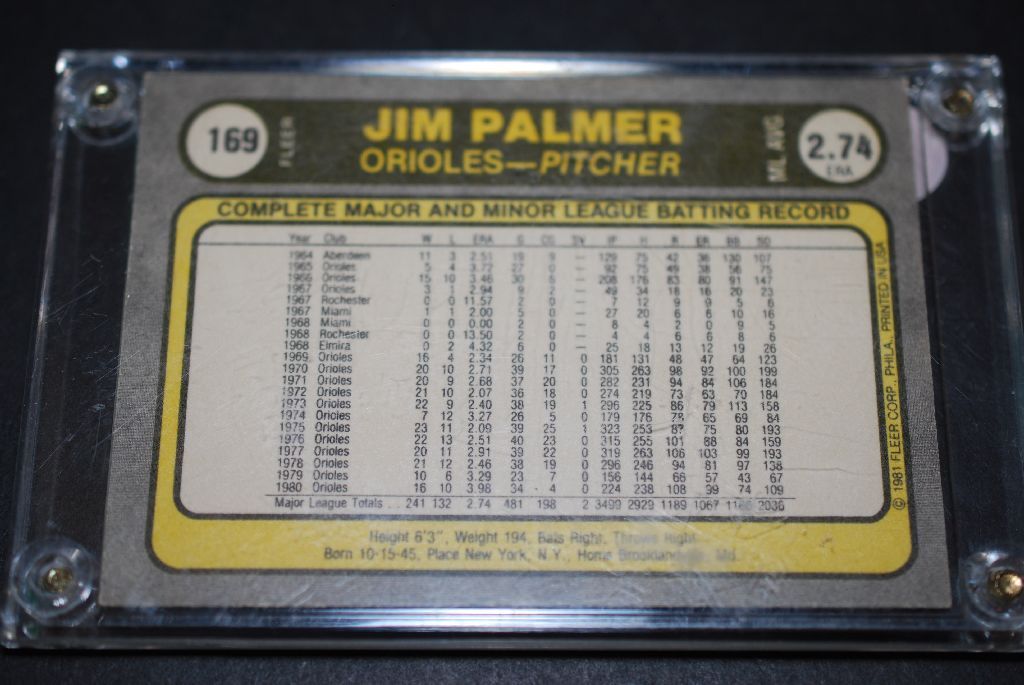 169 FLEER JIM PALMER ML AVG 2.74
ORIOLES—PITCHER ERA
COMPLETE MAJOR AND MINOR LEAGUE BATTING RECORD
Year Club W L ERA G CG SV IP H R ER BB SO
1964 Aberdeen 11 3 2.51 19 9 — 129 75 42 36 130 107
1965 Orioles 5 4 3.72 27 0 — 92 75 49 38 56 75
1966 Orioles 15 10 3.46 30 6 — 208 176 83 80 91 147
1967 Orioles 3 1 2.94 9 2 — 49 34 18 16 20 23
1967 Rochester 0 0 11.57 2 0 — 7 12 9 9 5 6
1967 Miami 1 1 2.00 5 0 — 27 20 6 6 10 16
1968 Miami 0 0 0.00 2 0 — 8 4 2 0 9 5
1968 Rochester 0 0 13.50 2 0 — 4 4 6 6 8 6
1968 Elmira 0 2 4.32 6 0 — 25 18 13 12 19 26
1969 Orioles 16 4 2.34 26 11 0 181 131 48 47 64 123
1970 Orioles 20 10 2.71 39 17 0 305 263 98 92 100 199
1971 Orioles 20 9 2.68 37 20 0 282 231 94 84 106 184
1972 Orioles 21 10 2.07 36 18 0 274 219 73 63 70 184
1973 Orioles 22 9 2.40 38 19 1 296 225 86 79 113 158
1974 Orioles 7 12 3.27 26 5 0 179 176 78 65 69 84
1975 Orioles 23 11 2.09 39 25 1 323 253 87 75 80 193
1976 Orioles 22 13 2.51 40 23 0 315 255 101 88 84 159
1977 Orioles 20 11 2.91 39 22 0 319 263 106 103 99 193
1978 Orioles 21 12 2.46 38 19 0 296 246 94 81 97 138
1979 Orioles 10 6 3.29 23 7 0 156 144 66 57 43 67
1980 Orioles 16 10 3.98 34 4 0 224 238 108 99 74 109
Major League Totals . . 241 132 2.74 481 198 2 3499 2929 1189 1067 2036
Height 6'3", Weight 194, Bats Right, Throws Right
Born 10-15-45, Place New York, N.Y., Home Md.
© 1981 FLEER CORP., PHILA., PRINTED IN USA